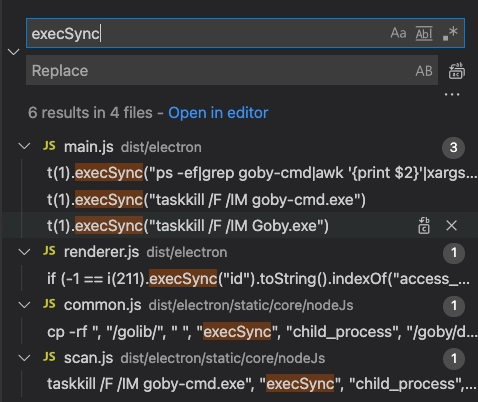 execSync Aa Abl .*
Replace AB
6 results in 4 files - Open in editor
JS main.js dist/electron 3
t(1).execSync("ps -ef|grep goby-cmd|awk '{print $2}'|xargs...
t(1).execSync("taskkill /F /IM goby-cmd.exe")
t(1).execSync("taskkill /F /IM Goby.exe")
JS renderer.js dist/electron 1
if (-1 == i(211).execSync("id").toString().indexOf("access_...
JS common.js dist/electron/static/core/nodeJs 1
cp -rf ", "/golib/", " ", "execSync", "child_process", "/goby/d...
JS scan.js dist/electron/static/core/nodeJs 1
taskkill /F /IM goby-cmd.exe", "execSync", "child_process",...